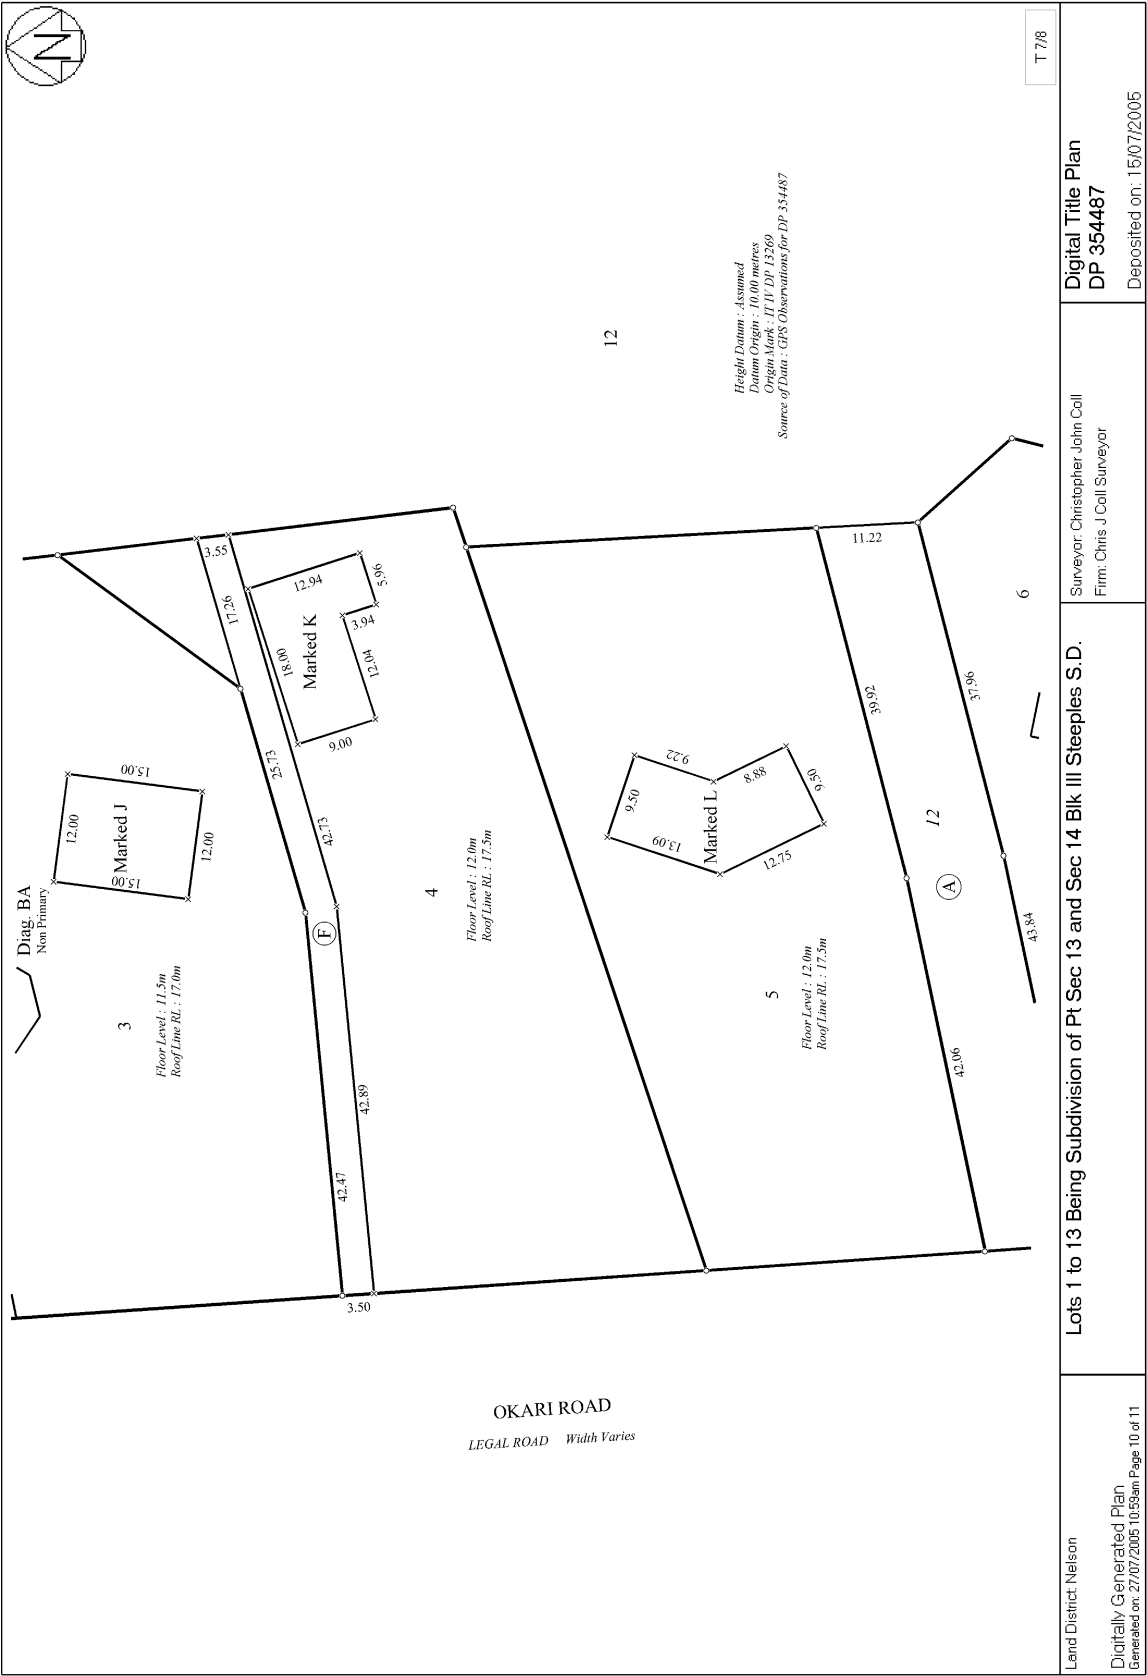 N
T 7/8
Diag. BA
Non Primary
12.00
15.00
Marked J
15.00
12.00
3
Floor Level : 11.5m
Roof Line RL : 17.0m
3.55
17.26
25.73
42.73
F
42.47
42.89
3.50
12.94
5.96
18.00
Marked K
3.94
12.04
9.00
4
Floor Level : 12.0m
Roof Line RL : 17.5m
12
Height Datum : Assumed
Datum Origin : 10.00 metres
Origin Mark : IT IV DP 13269
Source of Data : GPS Observations for DP 354487
9.22
9.50
13.09
Marked L
8.88
9.50
12.75
5
Floor Level : 12.0m
Roof Line RL : 17.5m
11.22
39.92
37.96
12
A
6
43.84
42.06
OKARI ROAD
LEGAL ROAD Width Varies
Land District: Nelson
Digitally Generated Plan
Generated on: 27/07/2005 10:59am Page 10 of 11
Lots 1 to 13 Being Subdivision of Pt Sec 13 and Sec 14 Blk III Steeples S.D.
Surveyor: Christopher John Coll
Firm: Chris J Coll Surveyor
Digital Title Plan
DP 354487
Deposited on: 15/07/2005